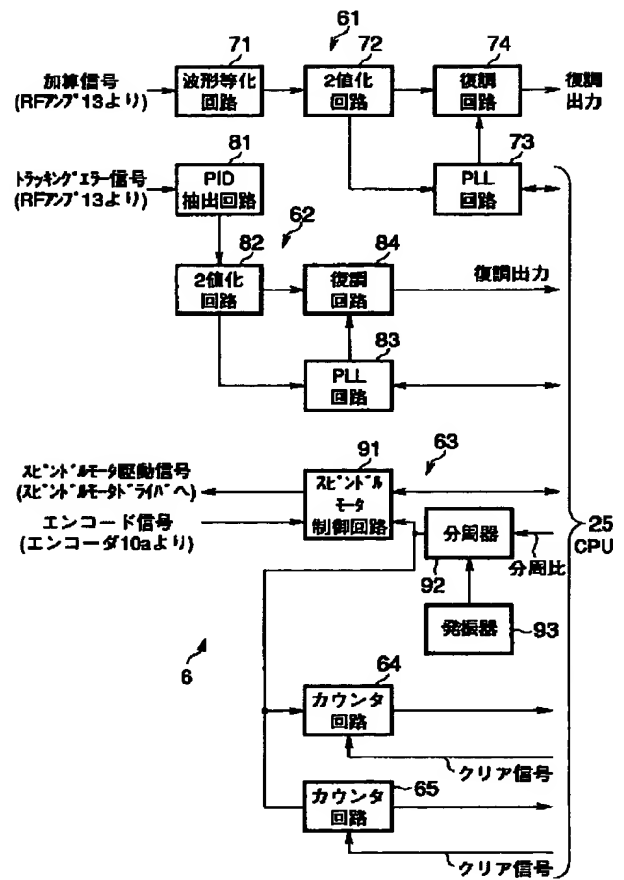 61
71
72
74
加算信号
(RFアンプ13より)
波形等化
回路
2値化
回路
復調
回路
復調
出力
81
73
トラッキングエラー信号
(RFアンプ13より)
PID
抽出回路
PLL
回路
62
82
84
2値化
回路
復調
回路
復調出力
83
PLL
回路
91
63
スピンドルモータ駆動信号
(スピンドルモータドライバへ)
エンコード信号
(エンコーダ10aより)
スピンドル
モータ
制御回路
分周器
分周比
25
CPU
92
発振器
93
6
64
カウンタ
回路
クリア信号
65
カウンタ
回路
クリア信号